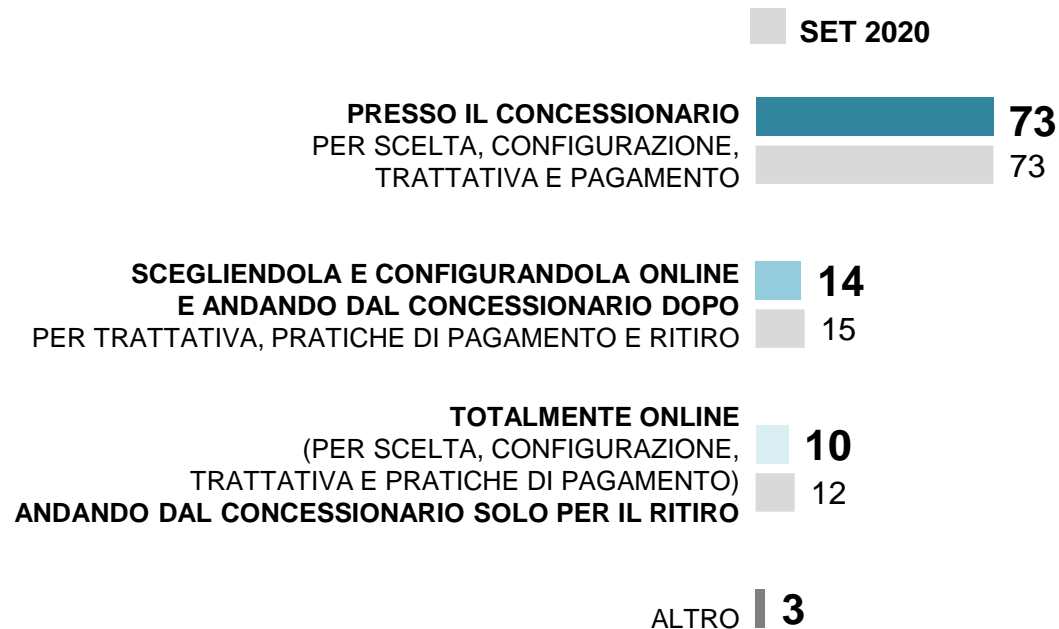 SET 2020
PRESSO IL CONCESSIONARIO
PER SCELTA, CONFIGURAZIONE,
TRATTATIVA E PAGAMENTO
73
73
SCEGLIENDOLA E CONFIGURANDOLA ONLINE
E ANDANDO DAL CONCESSIONARIO DOPO
PER TRATTATIVA, PRATICHE DI PAGAMENTO E RITIRO
14
15
TOTALMENTE ONLINE
(PER SCELTA, CONFIGURAZIONE,
TRATTATIVA E PRATICHE DI PAGAMENTO)
ANDANDO DAL CONCESSIONARIO SOLO PER IL RITIRO
10
12
ALTRO 3